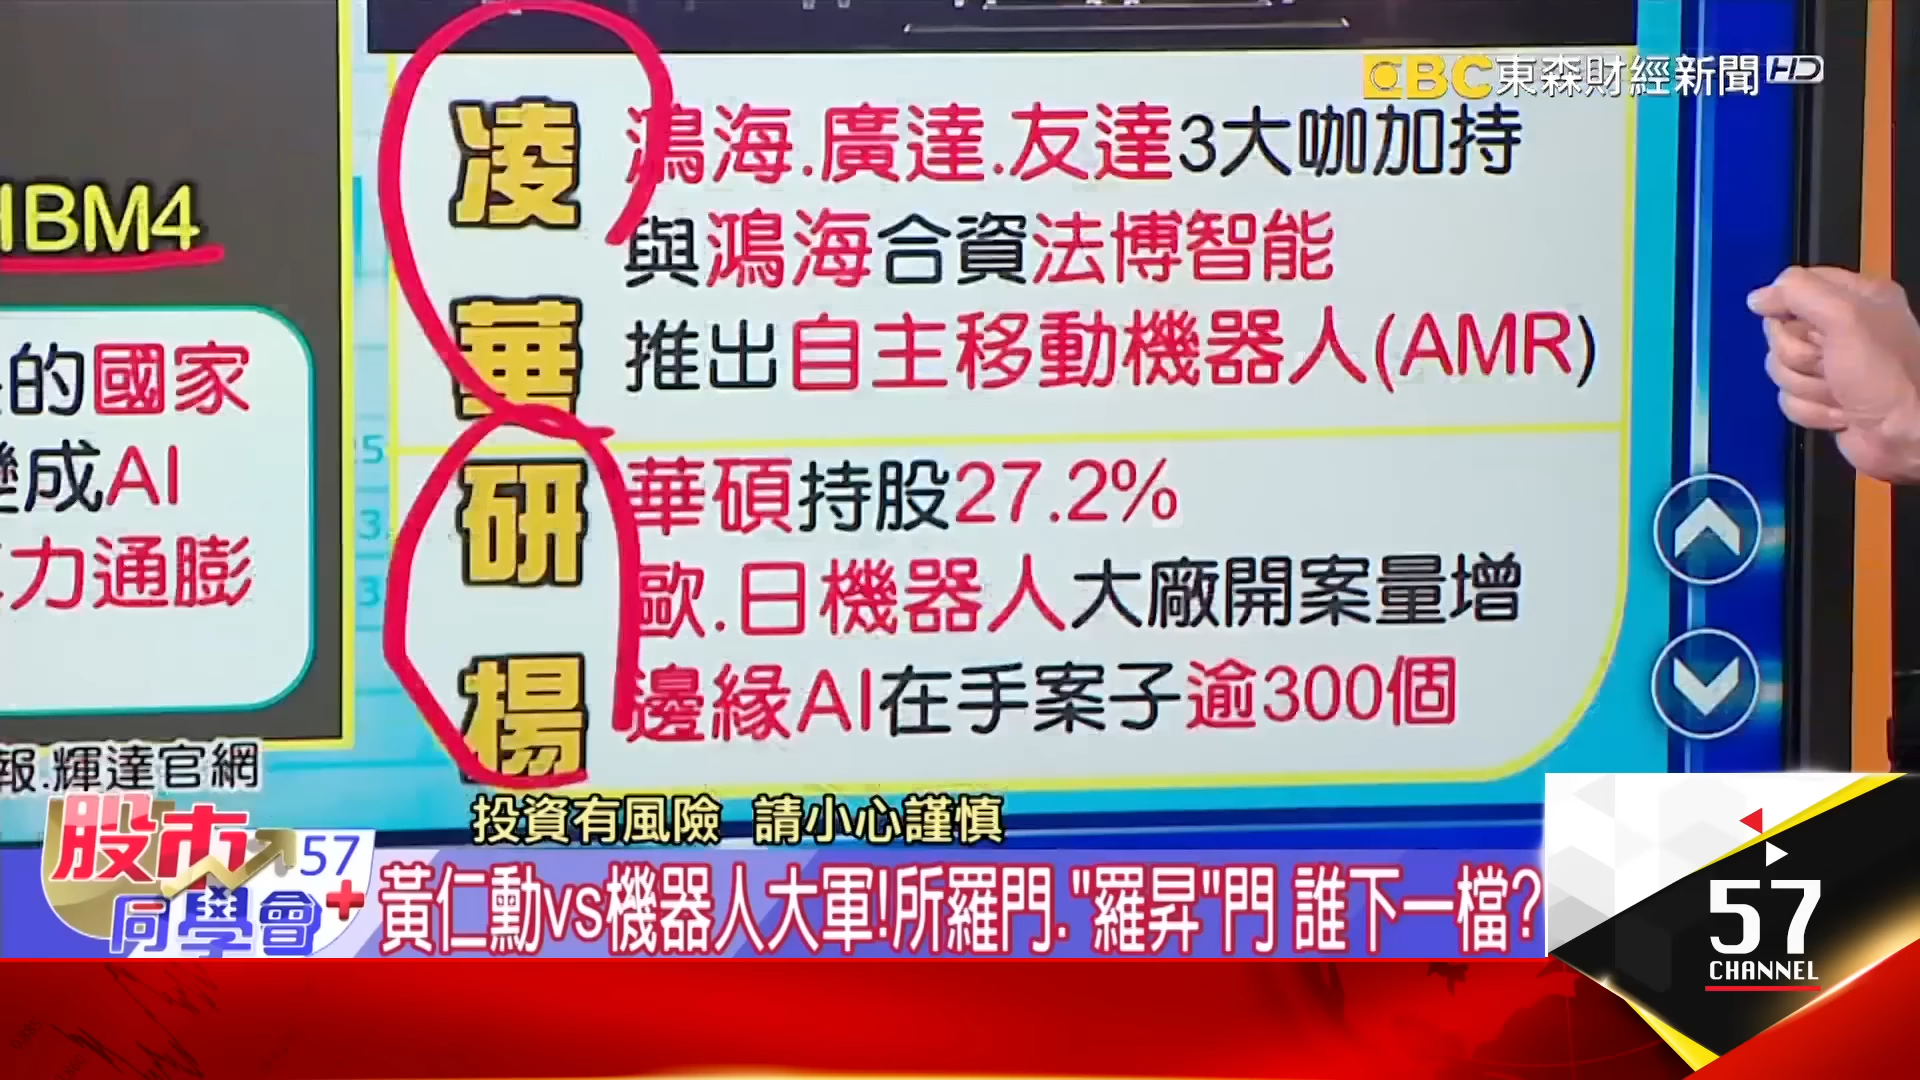 EBC東森財經新聞HD
HBM4
的國家
成AI
力通膨
報.輝達官網
凌華
鴻海.廣達.友達3大咖加持
與鴻海合資法博智能
推出自主移動機器人(AMR)
研揚
華碩持股27.2%
歐.日機器人大廠開案量增
邊緣AI在手案子逾300個
投資有風險 請小心謹慎
股市同學會57+
黃仁勳vs機器人大軍!所羅門."羅昇"門 誰下一檔?
57
CHANNEL